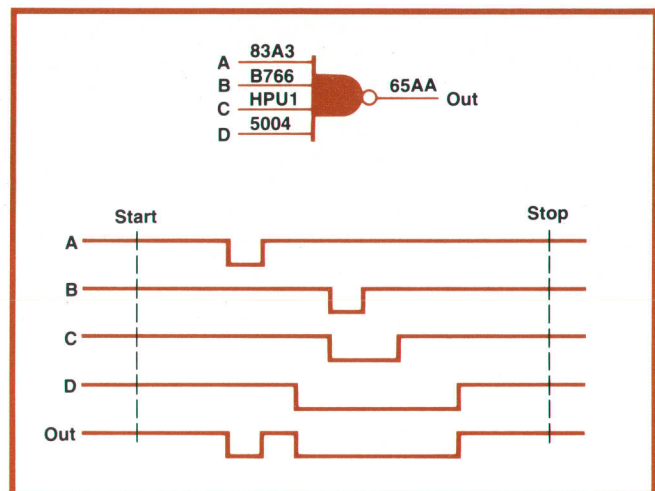 A 83A3
B B766
C HPU1
D 5004
65AA Out
Start Stop
A
B
C
D
Out